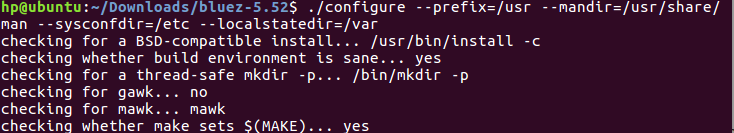 hp@ubuntu:~/Downloads/bluez-5.52$ ./configure --prefix=/usr --mandir=/usr/share/
man --sysconfdir=/etc --localstatedir=/var
checking for a BSD-compatible install... /usr/bin/install -c
checking whether build environment is sane... yes
checking for a thread-safe mkdir -p... /bin/mkdir -p
checking for gawk... no
checking for mawk... mawk
checking whether make sets $(MAKE)... yes